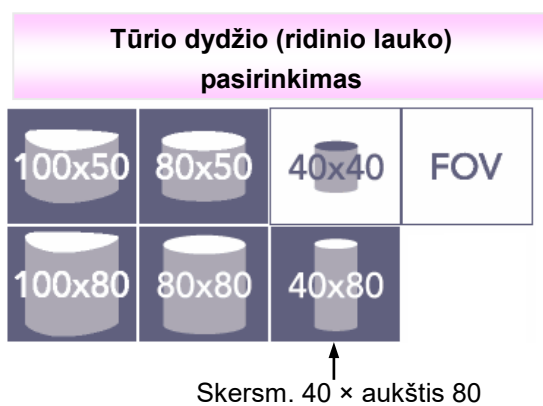 Tūrio dydžio (ridinio lauko)
pasirinkimas
100x50 80x50 40x40 FOV
100x80 80x80 40x80
Skersm. 40 × aukštis 80